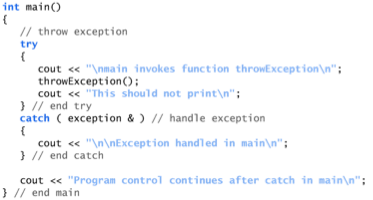 int main()
{
// throw exception
try
{
cout << "\nmain invokes function throwException\n";
throwException();
cout << "This should not print\n";
} // end try
catch ( exception & ) // handle exception
{
cout << "\n\nException handled in main\n";
} // end catch
cout << "Program control continues after catch in main\n";
} // end main